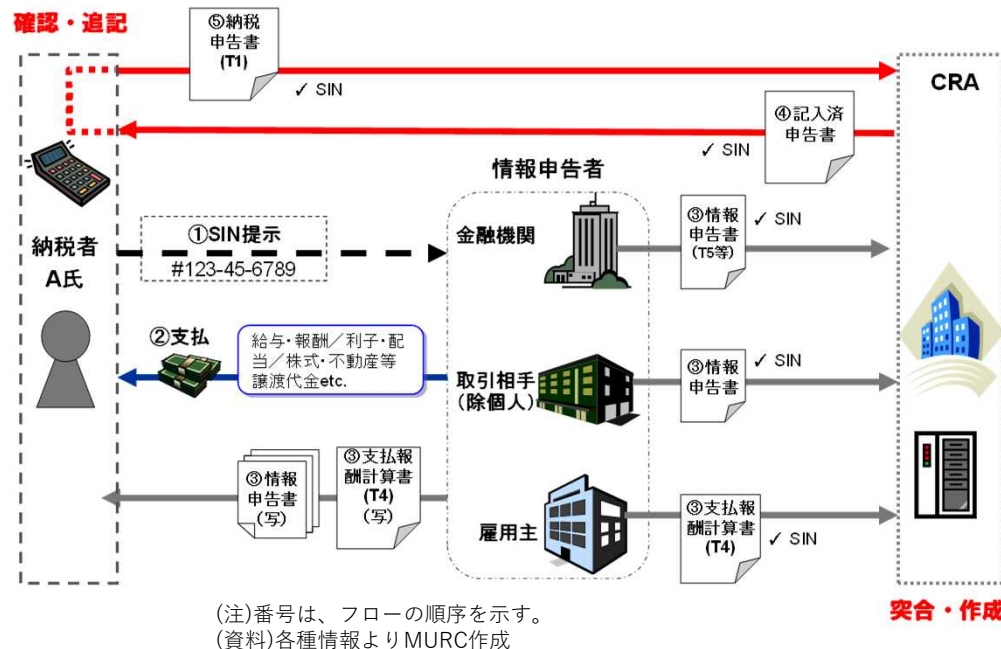 確認・追記
⑤納税
申告書
(T1)
✓ SIN
CRA
④記入済
申告書
✓ SIN
情報申告者
納税者
A氏
①SIN提示
#123-45-6789
金融機関
③情報
申告書
(T5等)
✓ SIN
②支払
給与・報酬／利子・配
当／株式・不動産等
譲渡代金etc.
取引相手
(除個人)
③情報
申告書
✓ SIN
③情報
申告書
(写)
③支払報
酬計算書
(T4)
(写)
雇用主
③支払報
酬計算書
(T4)
✓ SIN
突合・作成
(注)番号は、フローの順序を示す。
(資料)各種情報よりMURC作成